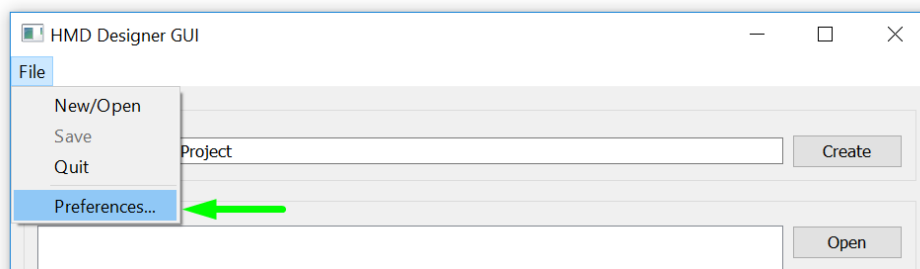 HMD Designer GUI
File
New/Open
Save
Project
Create
Quit
Preferences...
Open